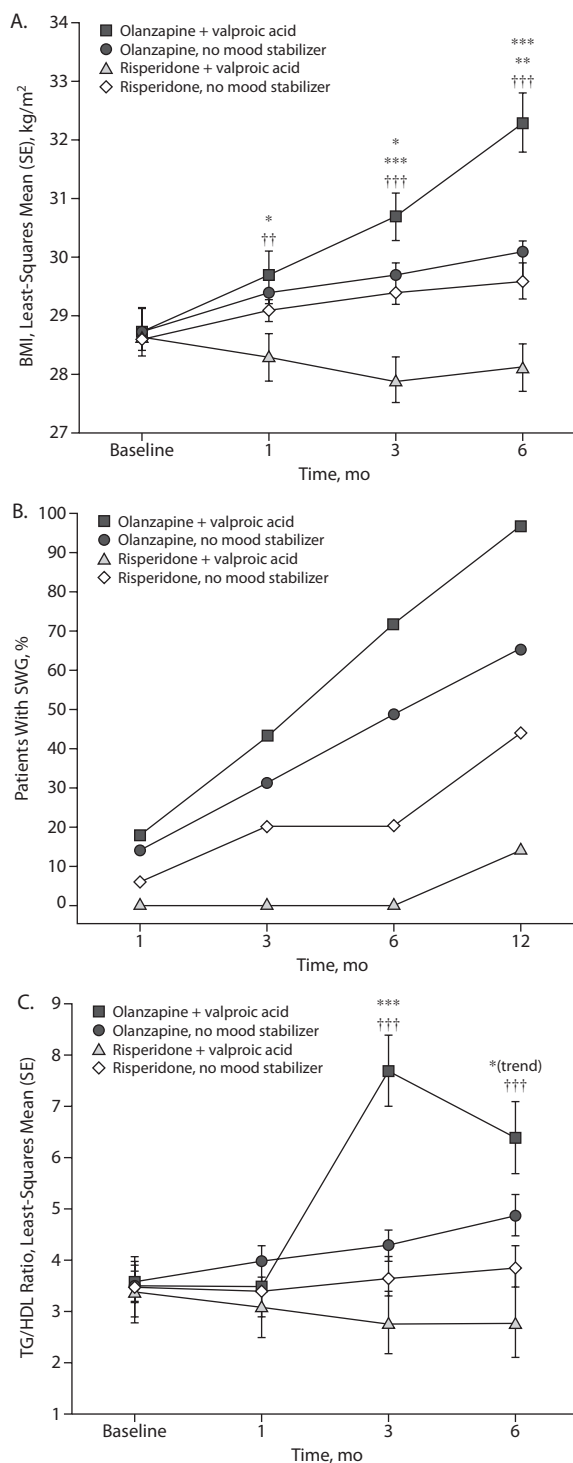 A.
34
33
32
31
30
29
28
27
BMI, Least-Squares Mean (SE), kg/m²
Olanzapine + valproic acid
Olanzapine, no mood stabilizer
Risperidone + valproic acid
Risperidone, no mood stabilizer
*
††
*
***
†††
***
**
†††
Baseline 1 3 6
Time, mo
B.
100
90
80
70
60
50
40
30
20
10
0
Patients With SWG, %
Olanzapine + valproic acid
Olanzapine, no mood stabilizer
Risperidone + valproic acid
Risperidone, no mood stabilizer
1 3 6 12
Time, mo
C.
9
8
7
6
5
4
3
2
1
TG/HDL Ratio, Least-Squares Mean (SE)
Olanzapine + valproic acid
Olanzapine, no mood stabilizer
Risperidone + valproic acid
Risperidone, no mood stabilizer
***
†††
*(trend)
†††
Baseline 1 3 6
Time, mo